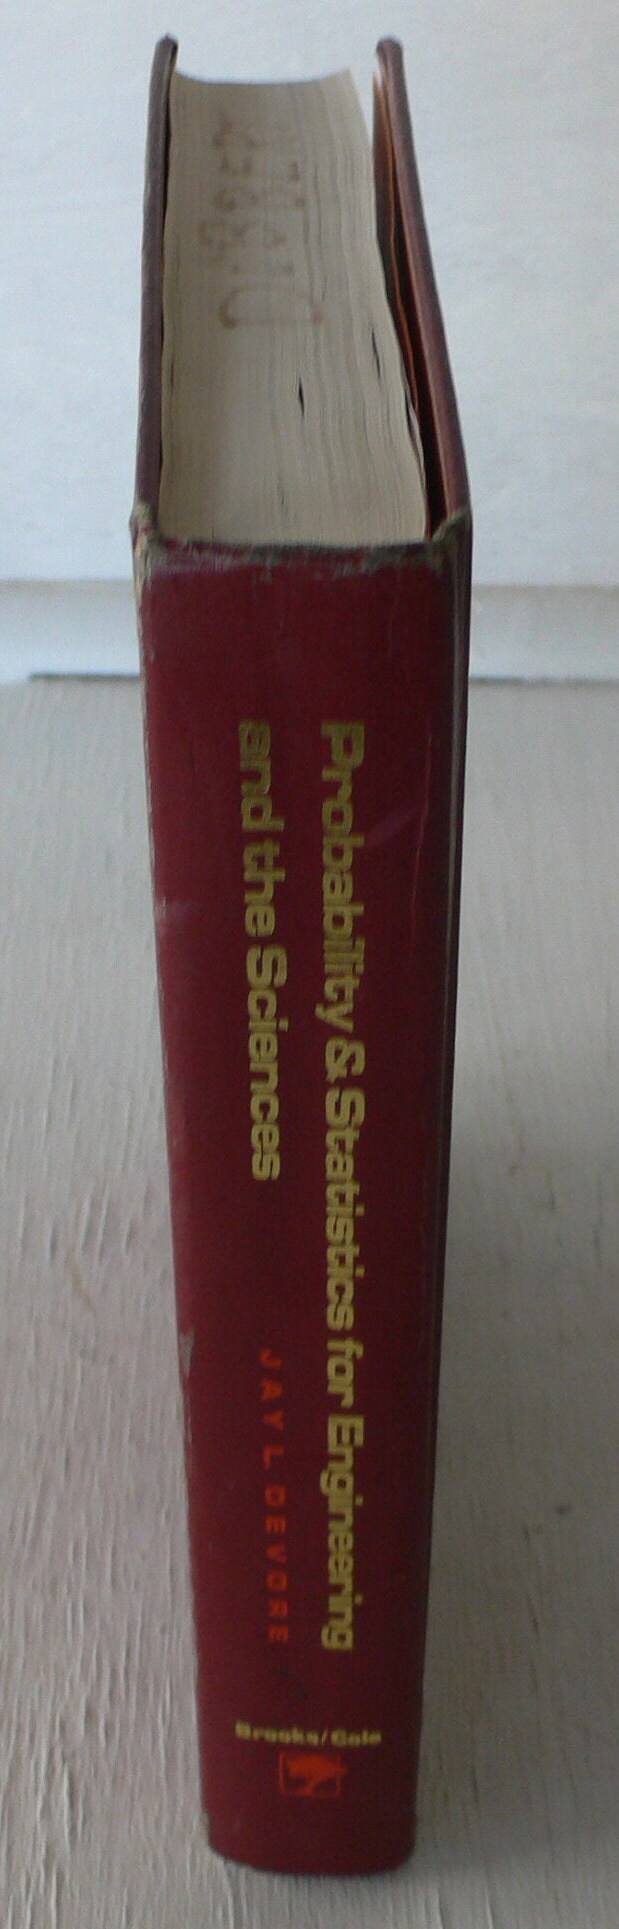 Probability & Statistics for Engineering
and the Sciences
JAY L DEVORE
Brooks/Cole